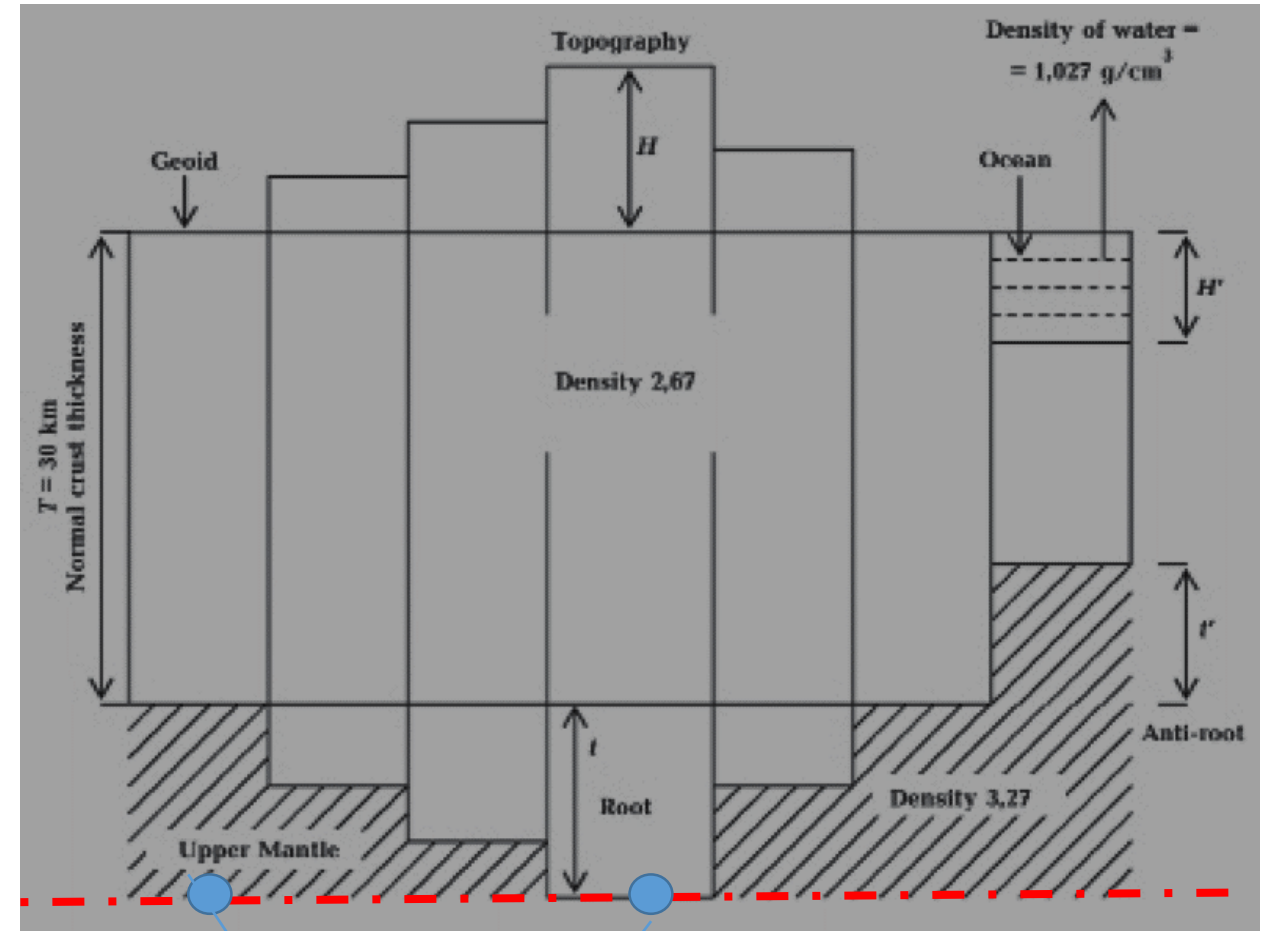 Topography
Density of water =
= 1,027 g/cm³
H
Geoid
Ocean
H'
Density 2,67
T = 30 km
Normal crust thickness
t'
Anti-root
t
Root
Density 3,27
Upper Mantle